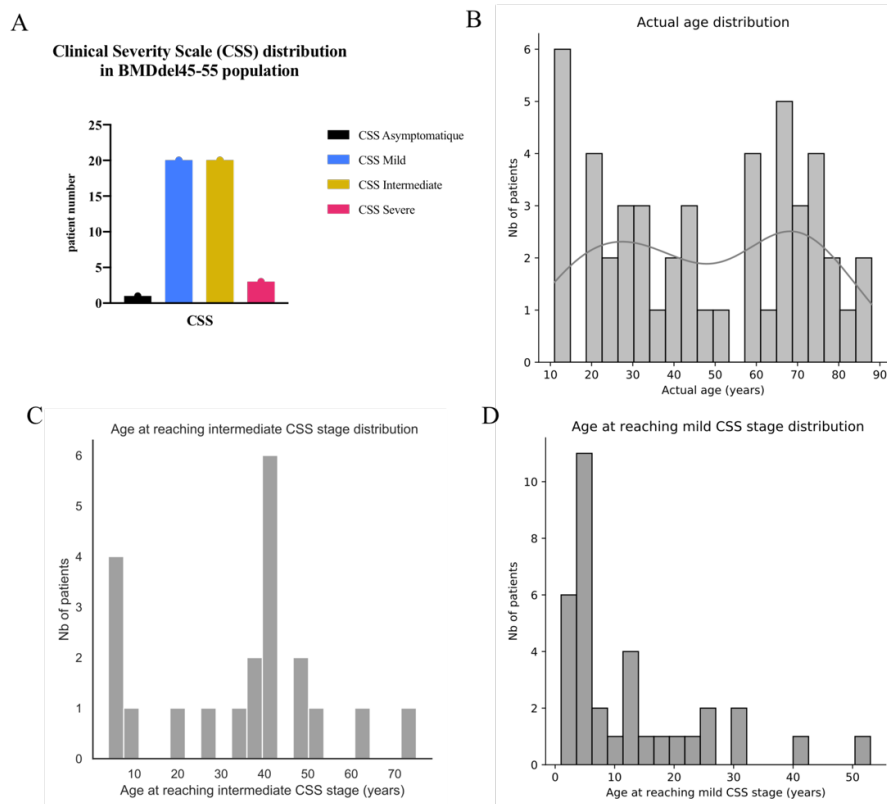 A
Clinical Severity Scale (CSS) distribution
in BMDdel45-55 population
25
20
15
10
5
0
patient number
CSS
CSS Asymptomatique
CSS Mild
CSS Intermediate
CSS Severe
B
Actual age distribution
6
5
4
3
2
1
0
Nb of patients
10 20 30 40 50 60 70 80 90
Actual age (years)
C
Age at reaching intermediate CSS stage distribution
6
5
4
3
2
1
0
Nb of patients
10 20 30 40 50 60 70
Age at reaching intermediate CSS stage (years)
D
Age at reaching mild CSS stage distribution
10
8
6
4
2
0
Nb of patients
0 10 20 30 40 50
Age at reaching mild CSS stage (years)